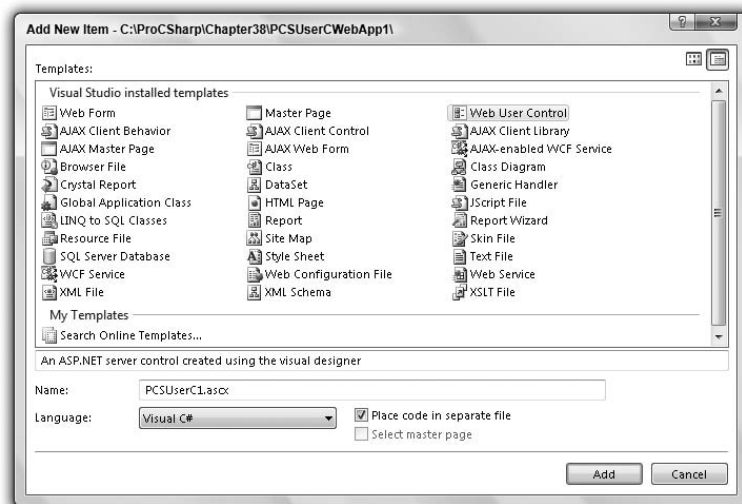 Add New Item - C:\ProCSharp\Chapter38\PCSUserCWebApp1\
Templates:
Visual Studio installed templates
Web Form Master Page Web User Control
AJAX Client Behavior AJAX Client Control AJAX Client Library
AJAX Master Page AJAX Web Form AJAX-enabled WCF Service
Browser File Class Class Diagram
Crystal Report DataSet Generic Handler
Global Application Class HTML Page JScript File
LINQ to SQL Classes Report Report Wizard
Resource File Site Map Skin File
SQL Server Database Style Sheet Text File
WCF Service Web Configuration File Web Service
XML File XML Schema XSLT File
My Templates
Search Online Templates...
An ASP.NET server control created using the visual designer
Name: PCSUserC1.ascx
Language: Visual C# Place code in separate file
Select master page
Add Cancel